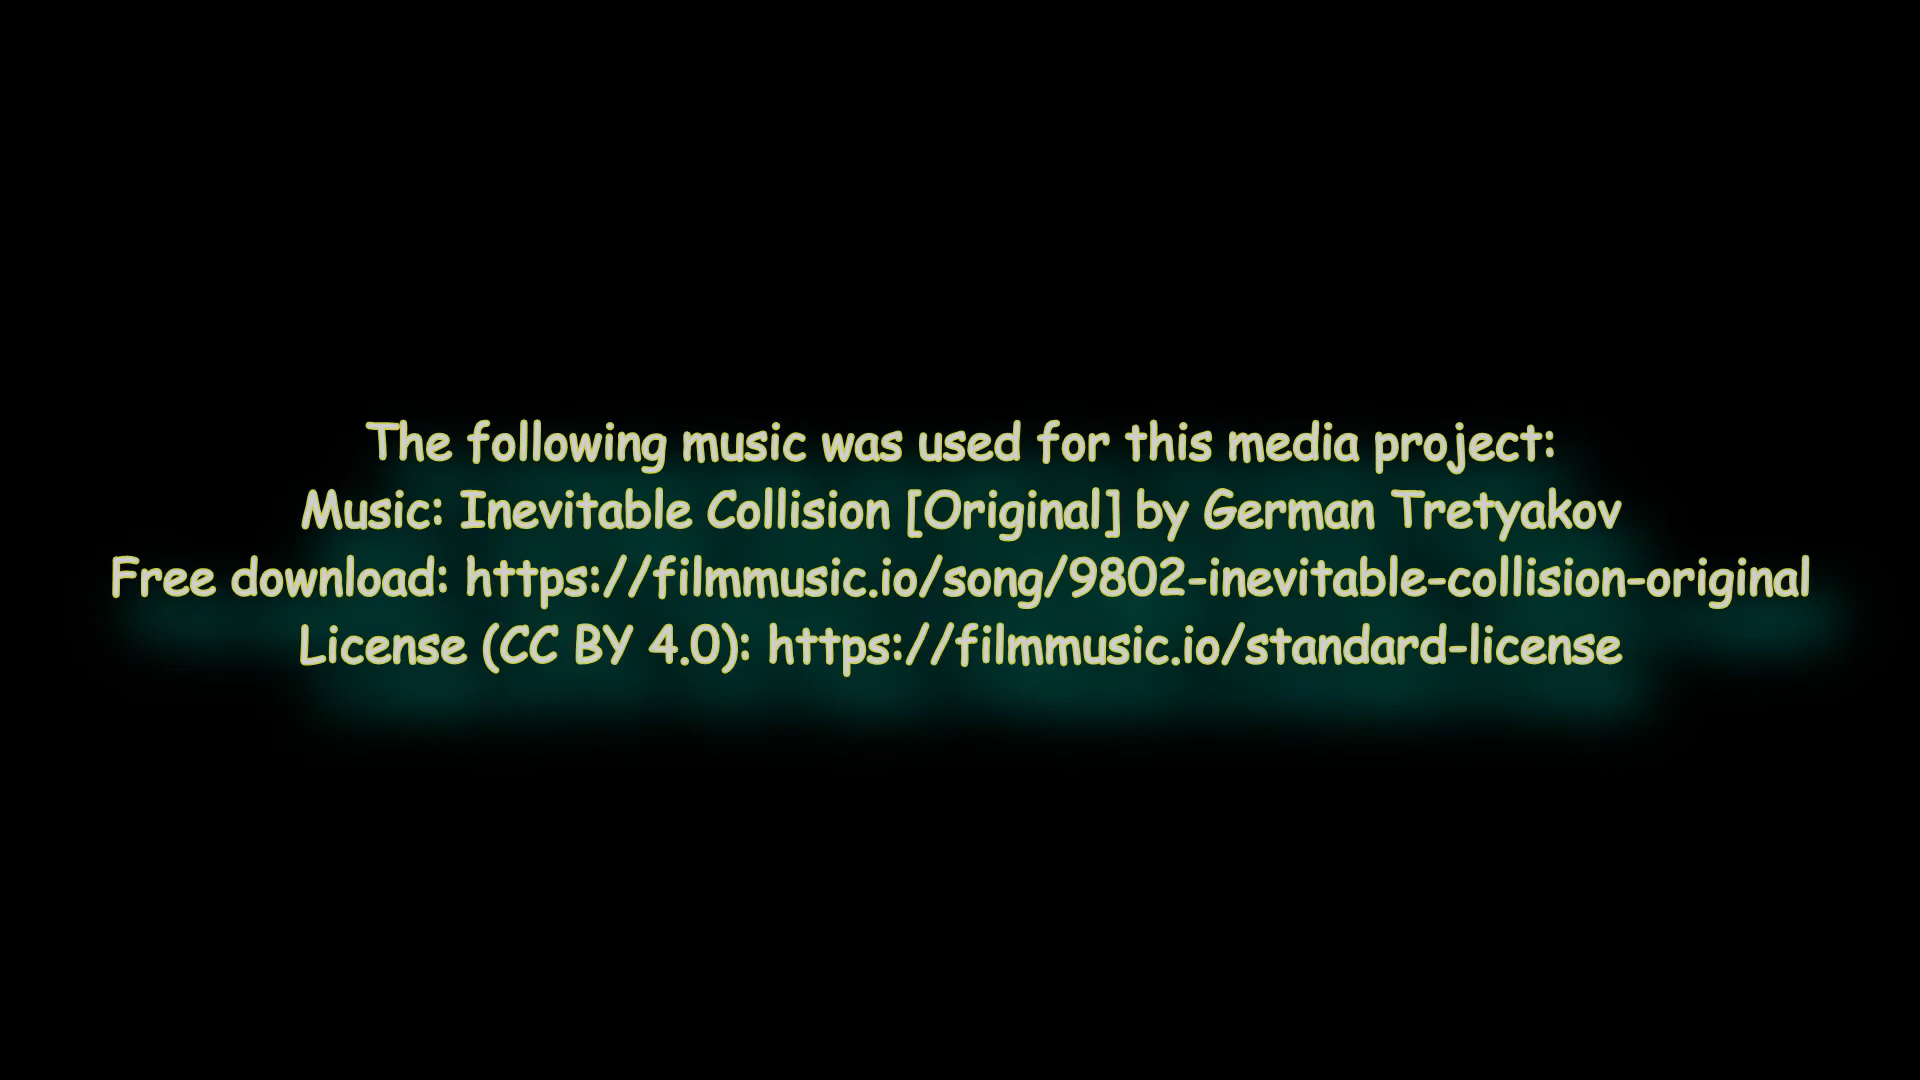 The following music was used for this media project:
Music: Inevitable Collision [Original] by German Tretyakov
Free download: https://filmmusic.io/song/9802-inevitable-collision-original
License (CC BY 4.0): https://filmmusic.io/standard-license